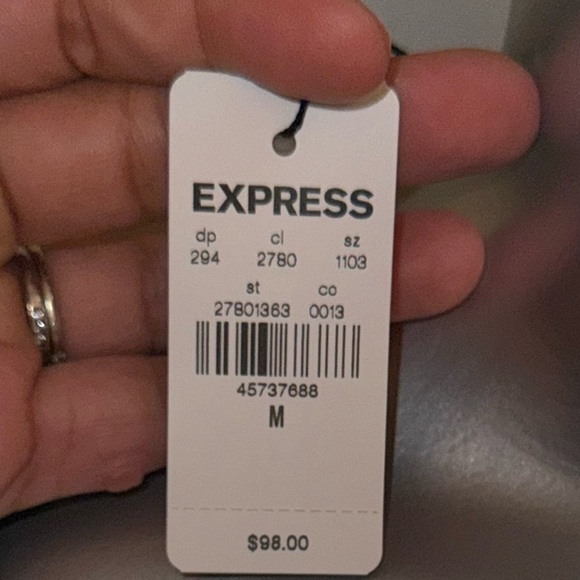 EXPRESS
dp cl sz
294 2780 1103
st co
27801363 0013
45737688
M
$98.00